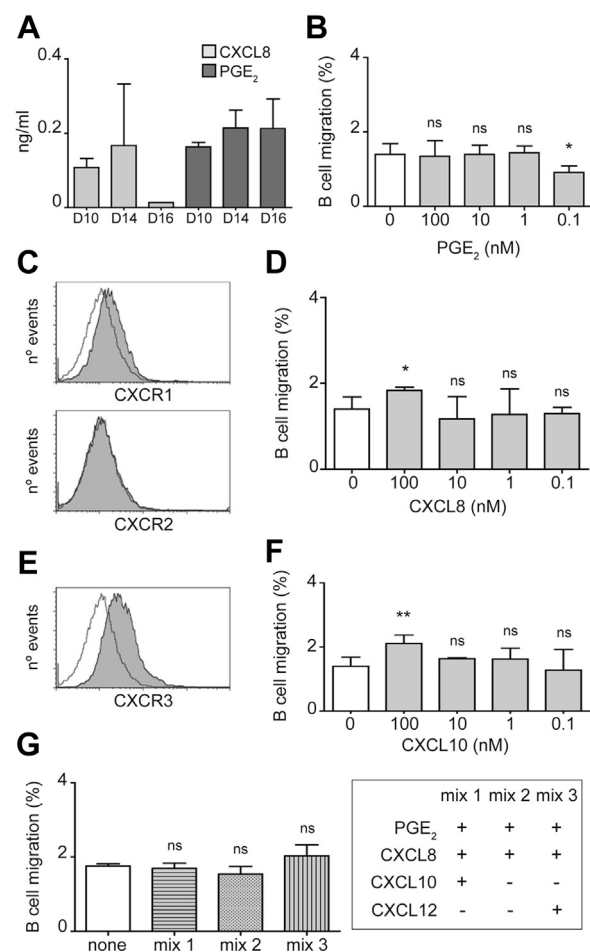 A
CXCL8
PGE2
0.4
0.2
0
ng/ml
D10 D14 D16 D10 D14 D16
B
B cell migration (%)
4
2
0
ns ns ns *
0 100 10 1 0.1
PGE2 (nM)
C
nº events
CXCR1
nº events
CXCR2
D
B cell migration (%)
4
2
0
* ns ns ns
0 100 10 1 0.1
CXCL8 (nM)
E
nº events
CXCR3
F
B cell migration (%)
4
2
0
** ns ns ns
0 100 10 1 0.1
CXCL10 (nM)
G
B cell migration (%)
4
2
0
ns ns ns
none mix 1 mix 2 mix 3
mix 1 mix 2 mix 3
PGE2 + + +
CXCL8 + + +
CXCL10 + - -
CXCL12 - - +